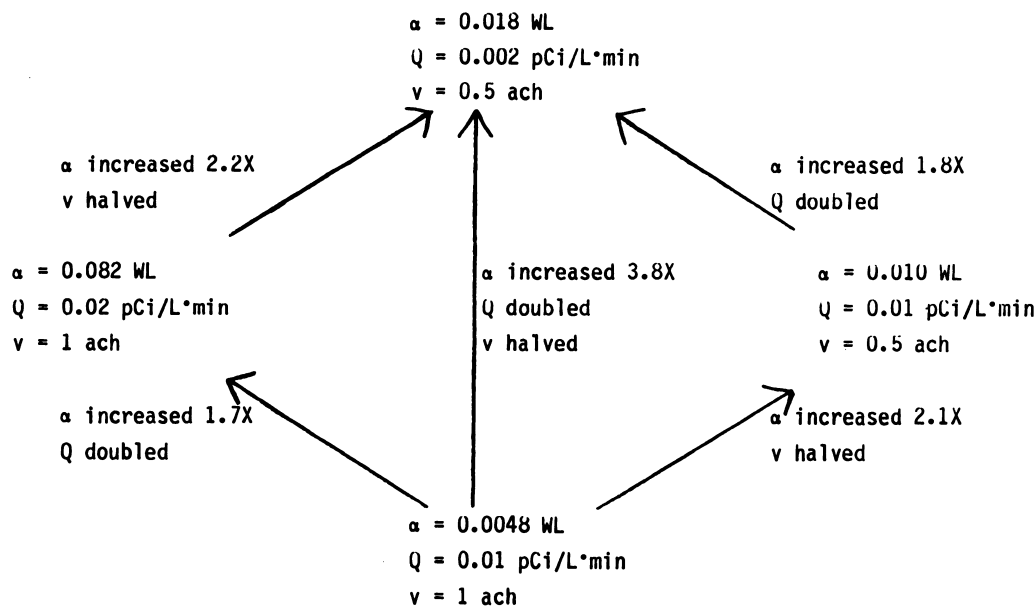 α = 0.018 WL
Q = 0.002 pCi/L•min
v = 0.5 ach
α increased 2.2X
v halved
α increased 1.8X
Q doubled
α = 0.082 WL
Q = 0.02 pCi/L•min
v = 1 ach
α increased 3.8X
Q doubled
v halved
α = 0.010 WL
Q = 0.01 pCi/L•min
v = 0.5 ach
α increased 1.7X
Q doubled
α increased 2.1X
v halved
α = 0.0048 WL
Q = 0.01 pCi/L•min
v = 1 ach